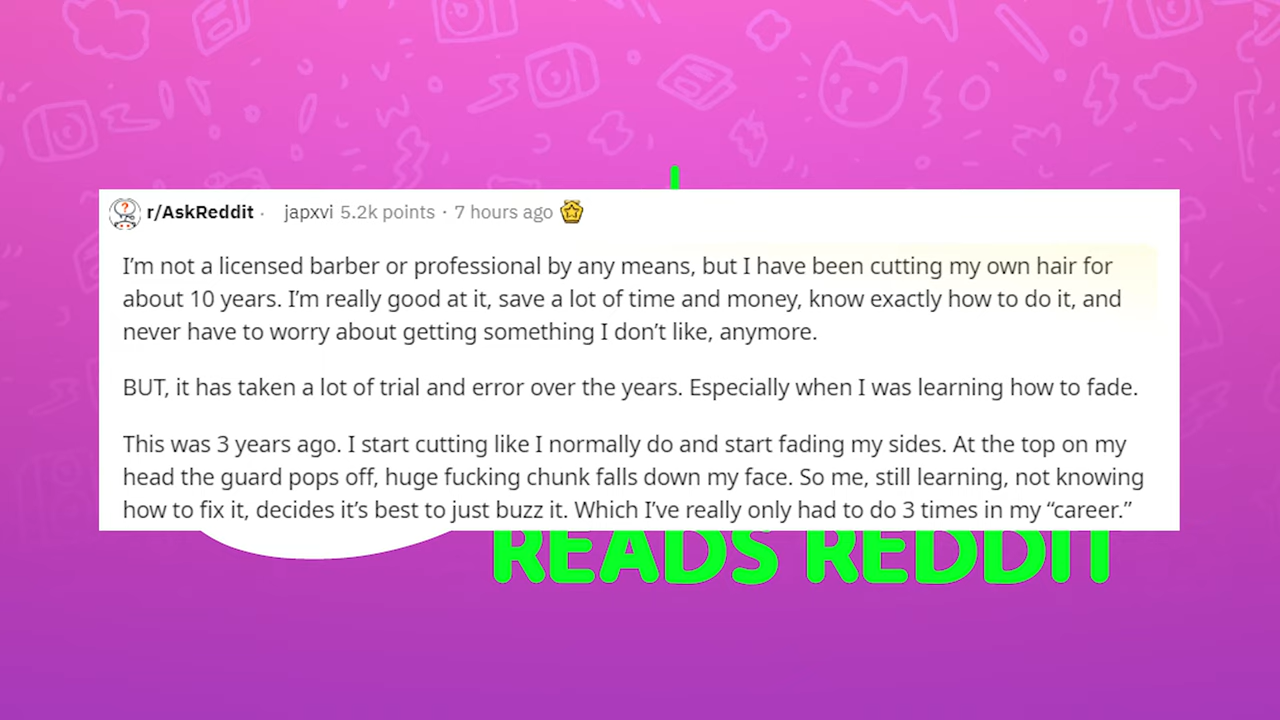 r/AskReddit · japxvi 5.2k points · 7 hours ago
I’m not a licensed barber or professional by any means, but I have been cutting my own hair for
about 10 years. I’m really good at it, save a lot of time and money, know exactly how to do it, and
never have to worry about getting something I don’t like, anymore.
BUT, it has taken a lot of trial and error over the years. Especially when I was learning how to fade.
This was 3 years ago. I start cutting like I normally do and start fading my sides. At the top on my
head the guard pops off, huge fucking chunk falls down my face. So me, still learning, not knowing
how to fix it, decides it’s best to just buzz it. Which I’ve really only had to do 3 times in my “career.”
READS REDDIT